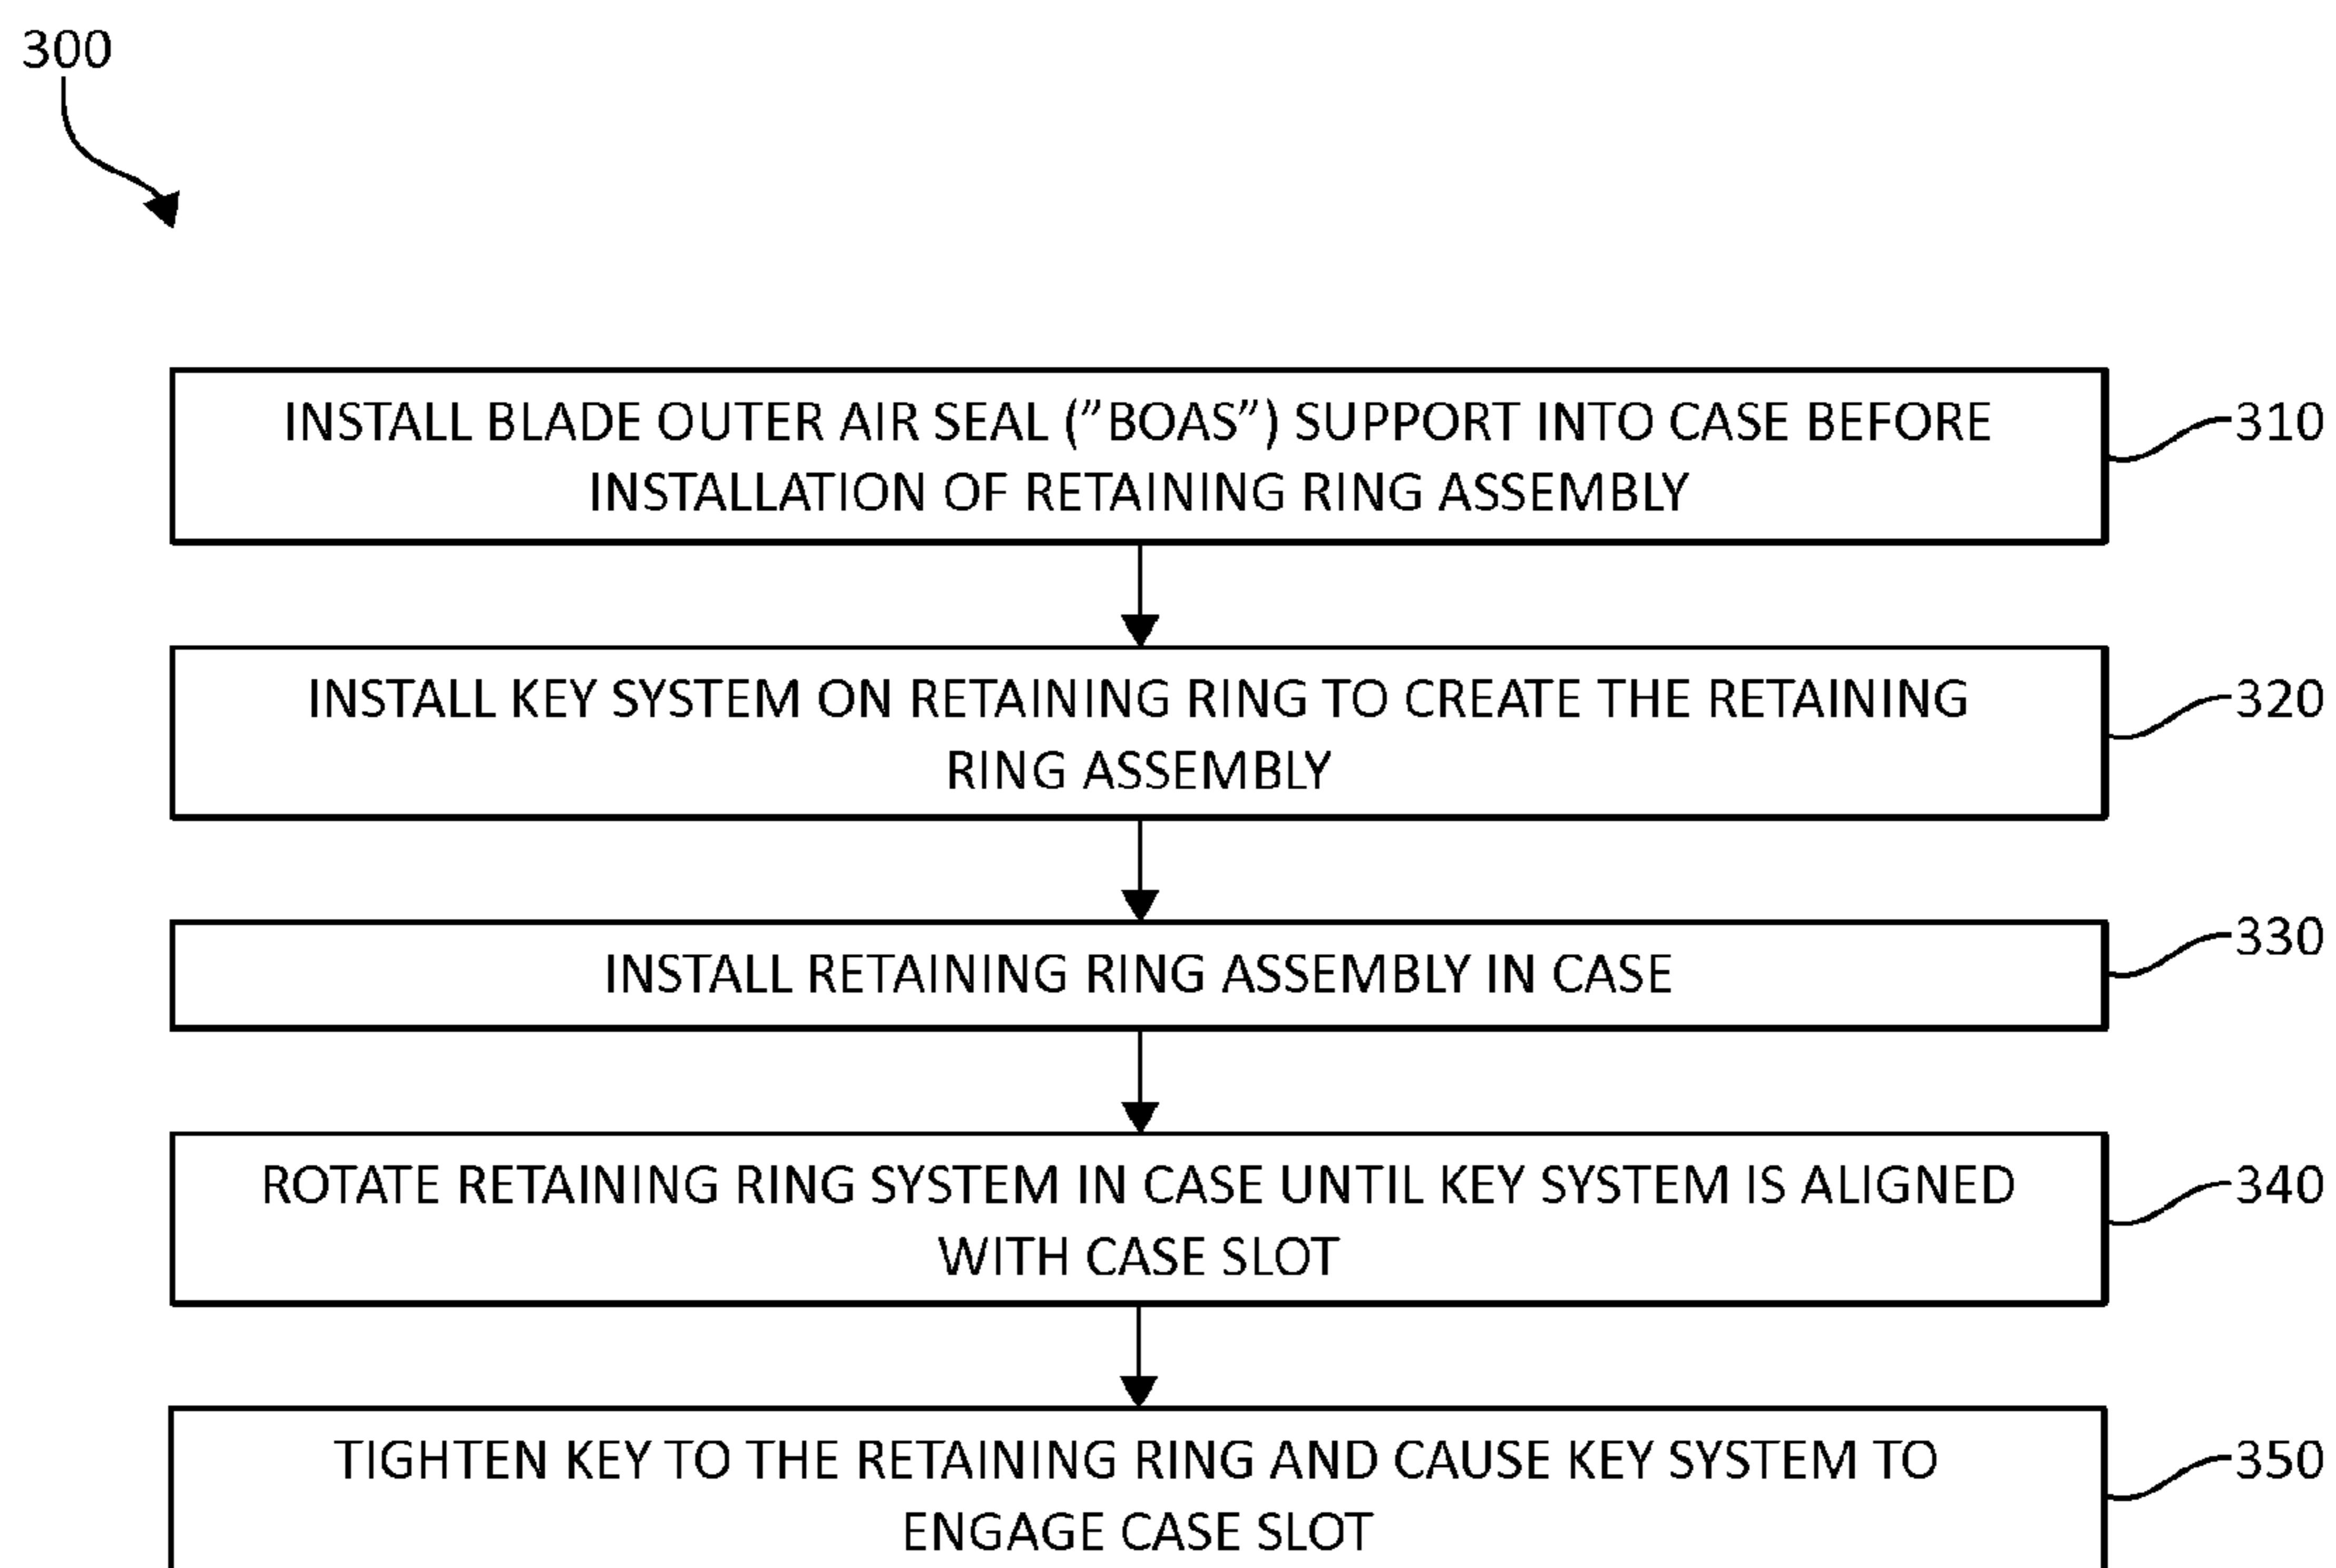 300
INSTALL BLADE OUTER AIR SEAL (”BOAS”) SUPPORT INTO CASE BEFORE
INSTALLATION OF RETAINING RING ASSEMBLY
310
INSTALL KEY SYSTEM ON RETAINING RING TO CREATE THE RETAINING
RING ASSEMBLY
320
INSTALL RETAINING RING ASSEMBLY IN CASE
330
ROTATE RETAINING RING SYSTEM IN CASE UNTIL KEY SYSTEM IS ALIGNED
WITH CASE SLOT
340
TIGHTEN KEY TO THE RETAINING RING AND CAUSE KEY SYSTEM TO
ENGAGE CASE SLOT
350